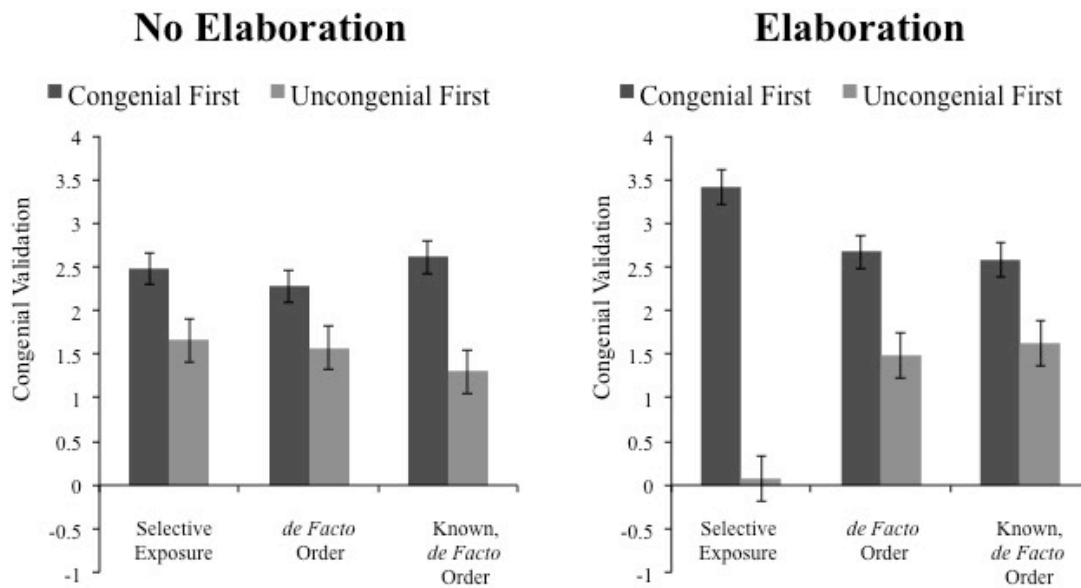 No Elaboration
Congenial First Uncongenial First
Congenial Validation
4
3.5
3
2.5
2
1.5
1
0.5
0
-0.5
-1
Selective
Exposure
de Facto
Order
Known,
de Facto
Order
Elaboration
Congenial First Uncongenial First
Congenial Validation
4
3.5
3
2.5
2
1.5
1
0.5
0
-0.5
-1
Selective
Exposure
de Facto
Order
Known,
de Facto
Order